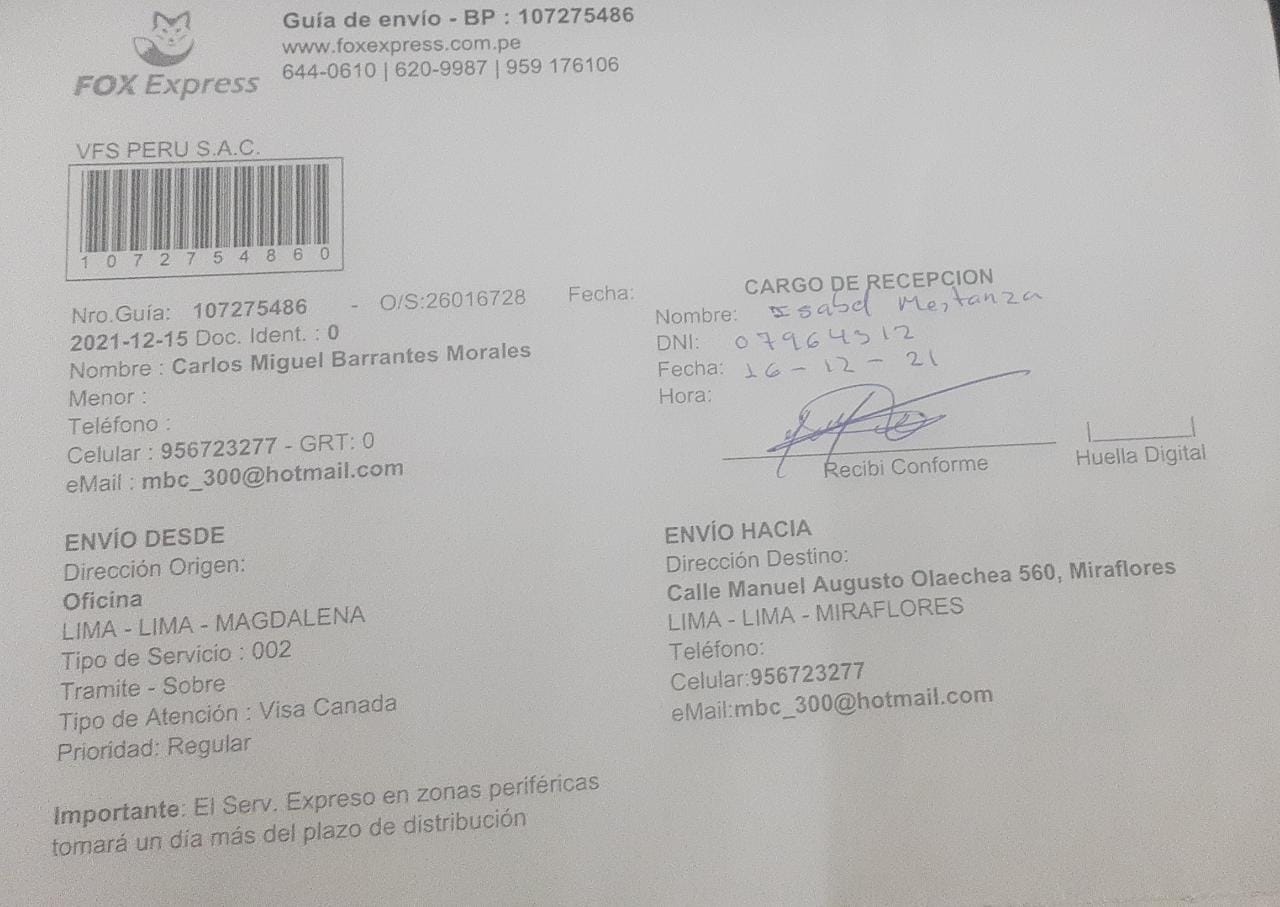 FOX Express
Guía de envío - BP : 107275486
www.foxexpress.com.pe
644-0610 | 620-9987 | 959 176106
VFS PERU S.A.C.
1 0 7 2 7 5 4 8 6 0
Nro.Guía: 107275486 - O/S:26016728 Fecha:
2021-12-15 Doc. Ident. : 0
Nombre : Carlos Miguel Barrantes Morales
Menor :
Teléfono :
Celular : 956723277 - GRT: 0
eMail : mbc_300@hotmail.com
CARGO DE RECEPCION
Nombre: Isabel Mestanza
DNI: 07964312
Fecha: 16-12-21
Hora:
Recibi Conforme
Huella Digital
ENVÍO DESDE
Dirección Origen:
Oficina
LIMA - LIMA - MAGDALENA
Tipo de Servicio : 002
Tramite - Sobre
Tipo de Atención : Visa Canada
Prioridad: Regular
ENVÍO HACIA
Dirección Destino:
Calle Manuel Augusto Olaechea 560, Miraflores
LIMA - LIMA - MIRAFLORES
Teléfono:
Celular:956723277
eMail:mbc_300@hotmail.com
Importante: El Serv. Expreso en zonas periféricas
tomará un día más del plazo de distribución